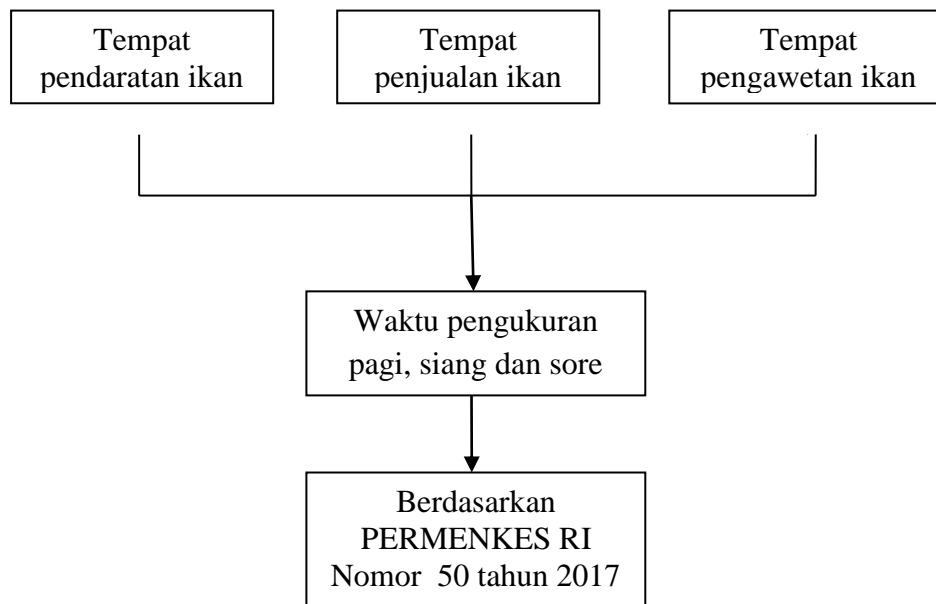 Tempat
pendaratan ikan
Tempat
penjualan ikan
Tempat
pengawetan ikan
Waktu pengukuran
pagi, siang dan sore
Berdasarkan
PERMENKES RI
Nomor  50 tahun 2017